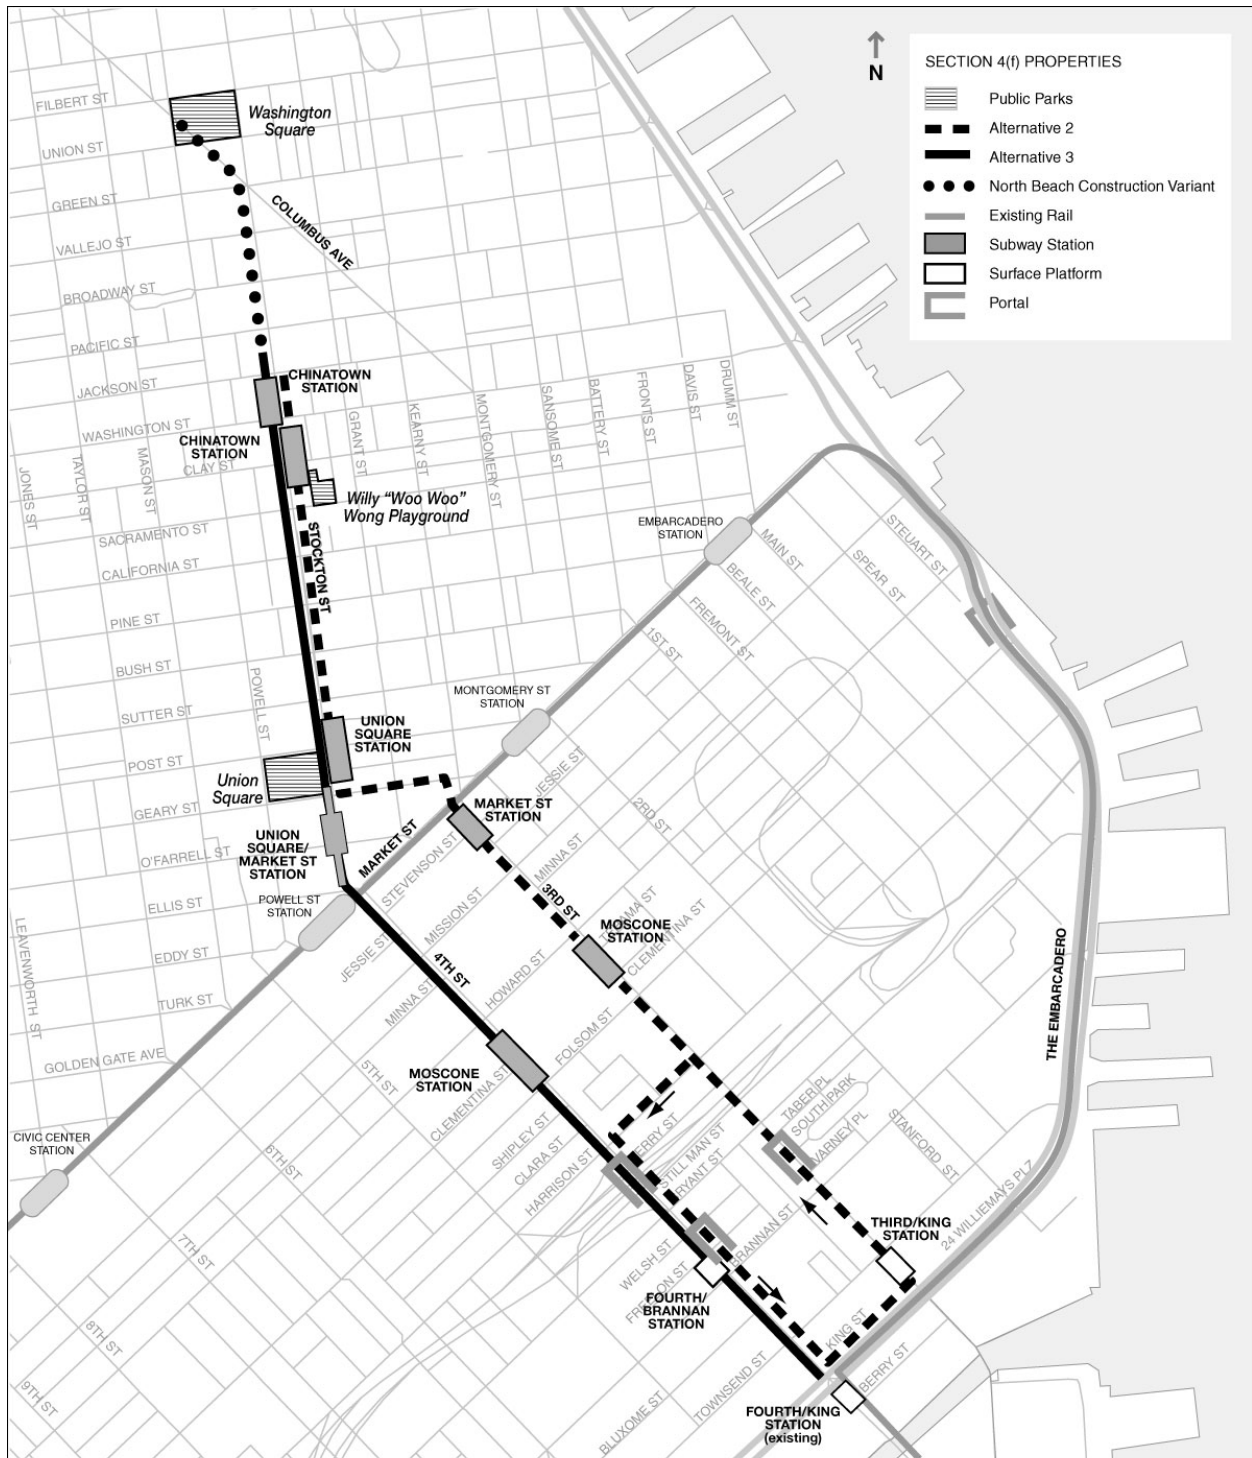 SECTION 4(f) PROPERTIES
Public Parks
Alternative 2
Alternative 3
North Beach Construction Variant
Existing Rail
Subway Station
Surface Platform
Portal
N
FILBERT ST
Washington
Square
UNION ST
GREEN ST
COLUMBUS AVE
VALLEJO ST
BROADWAY ST
PACIFIC ST
JACKSON ST
CHINATOWN
STATION
WASHINGTON ST
CHINATOWN
STATION
CLAY ST
JONES ST
TAYLOR ST
MASON ST
GRANT ST
KEARNY ST
MONTGOMERY ST
SANSOME ST
BATTERY ST
FRONTS ST
DAVIS ST
DRUMM ST
Willy “Woo Woo”
Wong Playground
SACRAMENTO ST
CALIFORNIA ST
STOCKTON ST
PINE ST
BUSH ST
POWELL ST
SUTTER ST
UNION
SQUARE
STATION
POST ST
Union
Square
GEARY ST
EMBARCADERO
STATION
MAIN ST
BEALE ST
SPEAR ST
STEUART ST
FREMONT ST
1ST ST
MONTGOMERY ST
STATION
JESSIE ST
2RD ST
MARKET ST
STATION
UNION
SQUARE/
MARKET ST
STATION
O'FARRELL ST
MARKET ST
STEVENSON ST
MINNA ST
POWELL ST
STATION
ELLIS ST
MISSION ST
3RD ST
MOSCONE
STATION
CLEMENTINA ST
LEAVENWORTH ST
EDDY ST
JESSIE ST
4TH ST
HOWARD ST
TURK ST
MINNA ST
FOLSOM ST
GOLDEN GATE AVE
MOSCONE
STATION
5TH ST
CLEMENTINA ST
THE EMBARCADERO
CIVIC CENTER
STATION
6TH ST
SHIPLEY ST
CLARA ST
HARRISON ST
STILL MAN ST
TABER PL
SOUTH PARK
VARNEY PL
STANFORD ST
7TH ST
WELSH ST
BRANNAN ST
THIRD/KING
STATION
24 WILLIEMAYS PLZ
FOURTH/
BRANNAN
STATION
8TH ST
KING ST
BERRY ST
9TH ST
TOWNSEND ST
BLUXOME ST
FOURTH/KING
STATION
(existing)